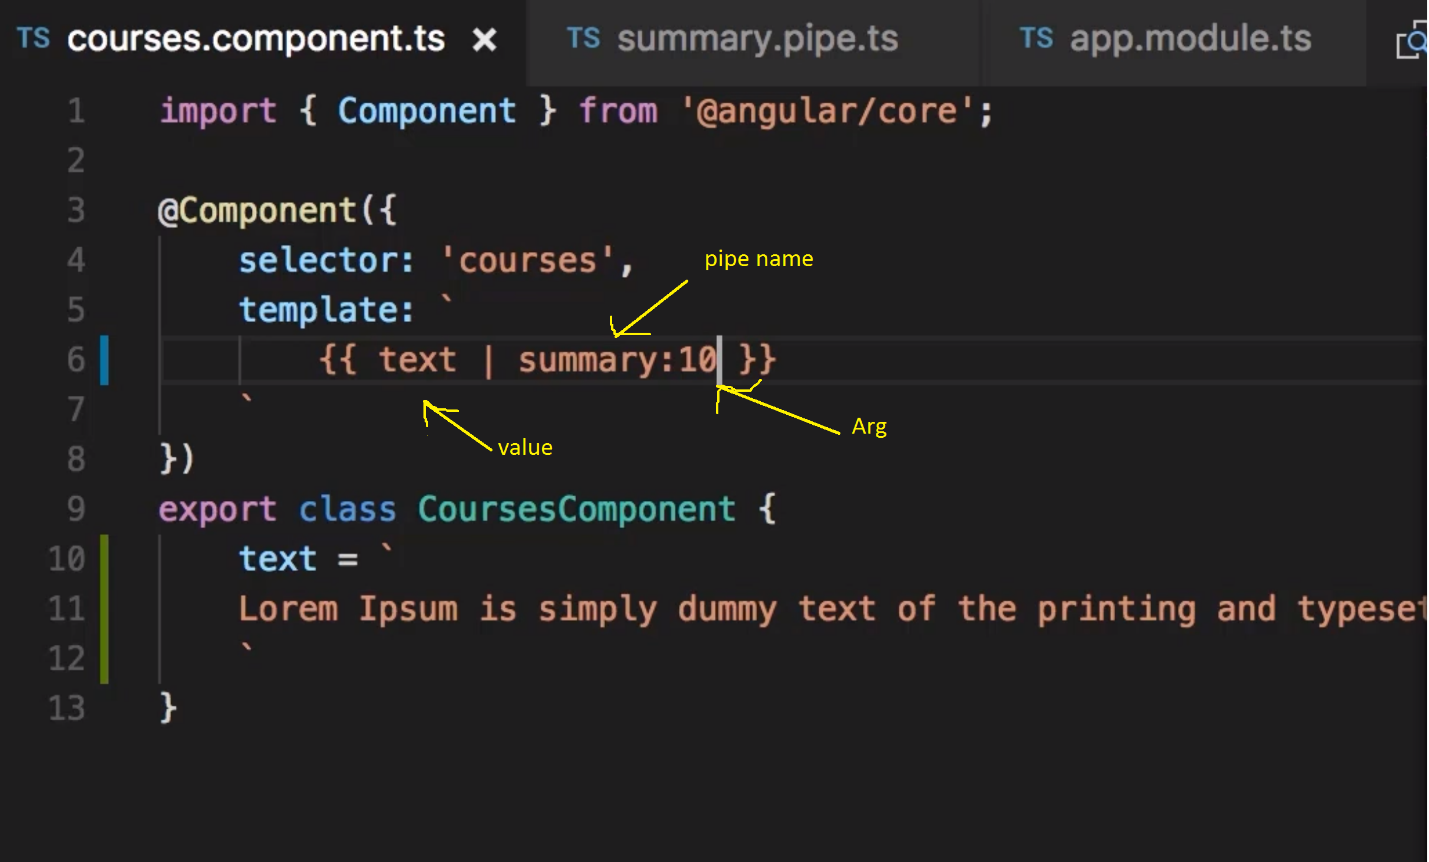 TS courses.component.ts × TS summary.pipe.ts TS app.module.ts
1 import { Component } from '@angular/core';
2
3 @Component({
4 selector: 'courses',
pipe name
5 template: `
6 {{ text | summary:10 }}
7 `
Arg
value
8 })
9 export class CoursesComponent {
10 text = `
11 Lorem Ipsum is simply dummy text of the printing and typeset
12 `
13 }